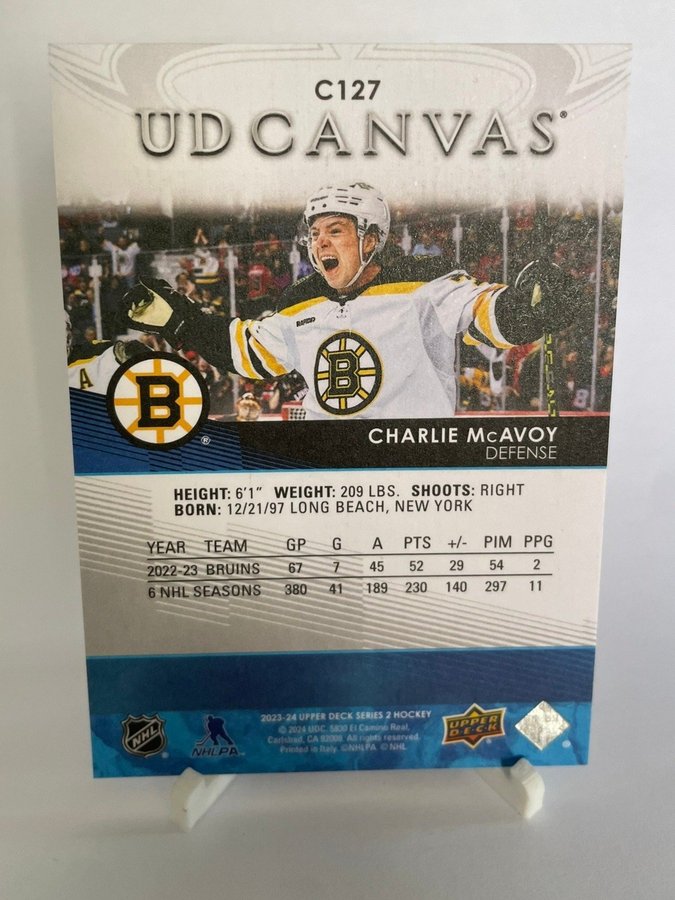 C127
UD CANVAS®
A
B
B
®
CHARLIE McAVOY
DEFENSE
HEIGHT: 6'1" WEIGHT: 209 LBS. SHOOTS: RIGHT
BORN: 12/21/97 LONG BEACH, NEW YORK
YEAR TEAM GP G A PTS +/- PIM PPG
2022-23 BRUINS 67 7 45 52 29 54 2
6 NHL SEASONS 380 41 189 230 140 297 11
2023-24 UPPER DECK SERIES 2 HOCKEY
© 2024 UDC. 5830 El Camino Real,
Carlsbad, CA 92008. All rights reserved.
Printed in Italy. ©NHLPA ©NHL
NHL
NHLPA
UPPER
DECK